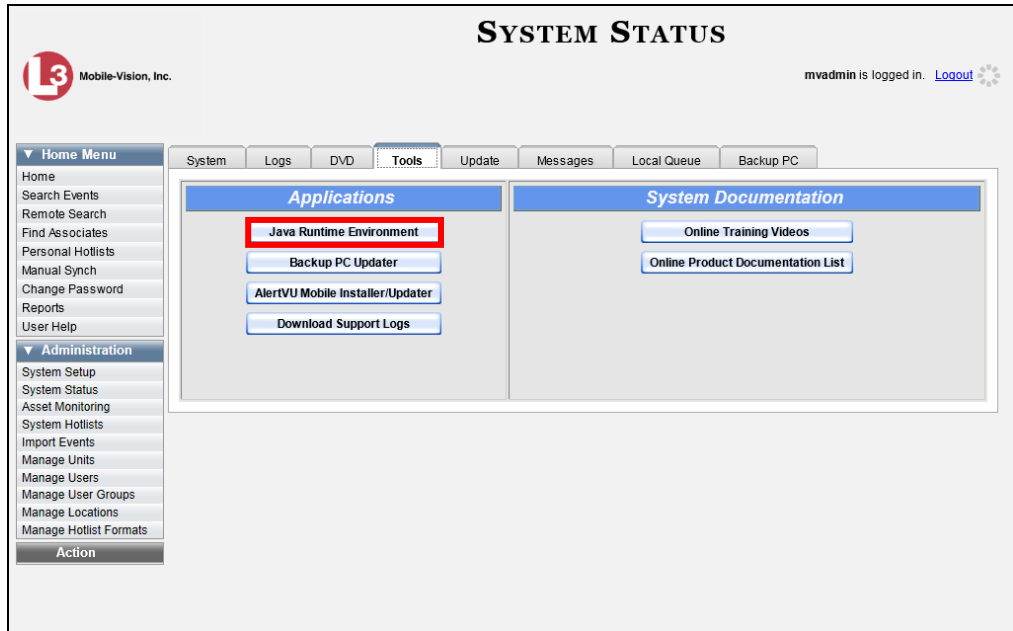 SYSTEM STATUS
L3 Mobile-Vision, Inc.
mvadmin is logged in. Logout
▼ Home Menu
Home
Search Events
Remote Search
Find Associates
Personal Hotlists
Manual Synch
Change Password
Reports
User Help
▼ Administration
System Setup
System Status
Asset Monitoring
System Hotlists
Import Events
Manage Units
Manage Users
Manage User Groups
Manage Locations
Manage Hotlist Formats
Action
System Logs DVD Tools Update Messages Local Queue Backup PC
Applications
Java Runtime Environment
Backup PC Updater
AlertVU Mobile Installer/Updater
Download Support Logs
System Documentation
Online Training Videos
Online Product Documentation List